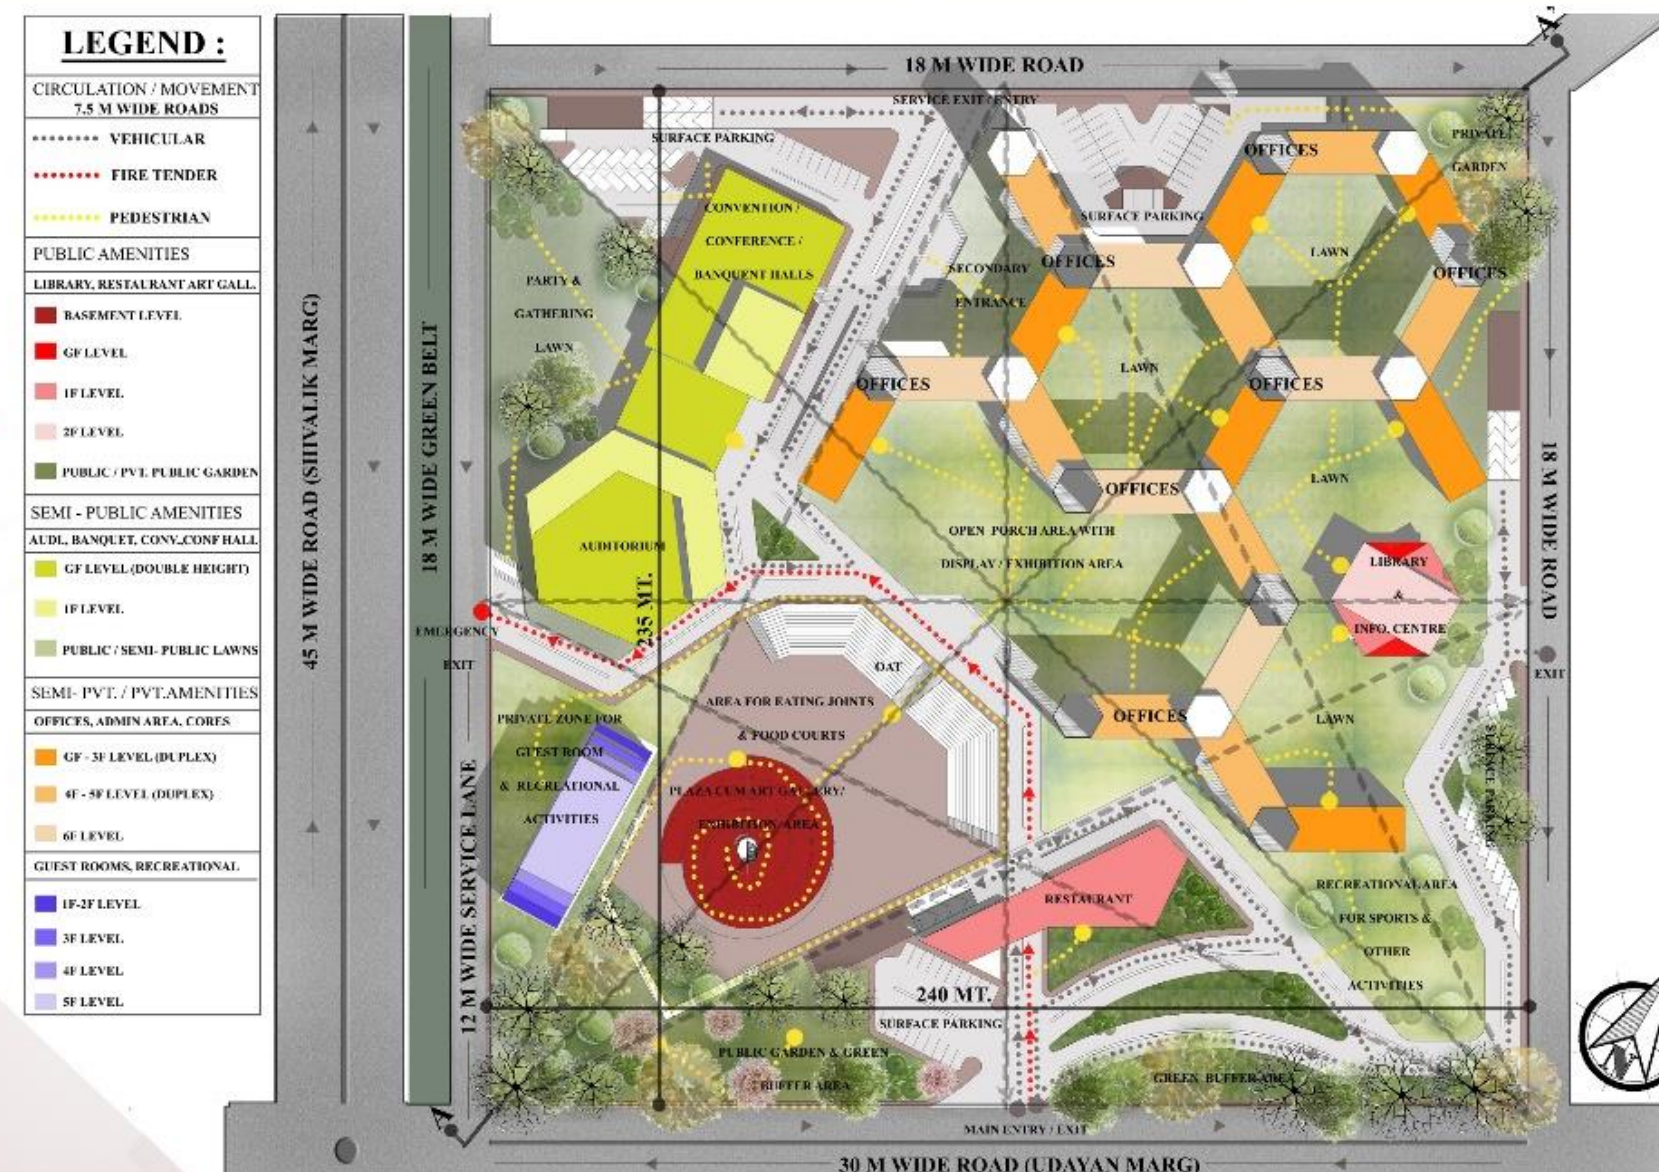 LEGEND :
CIRCULATION / MOVEMENT
7.5 M WIDE ROADS
VEHICULAR
FIRE TENDER
PEDESTRIAN
PUBLIC AMENITIES
LIBRARY, RESTAURANT ART GALL.
BASEMENT LEVEL
GF LEVEL
1F LEVEL
2F LEVEL
PUBLIC / PVT. PUBLIC GARDEN
SEMI - PUBLIC AMENITIES
AUDI., BANQUET, CONV.,CONF HALL
GF LEVEL (DOUBLE HEIGHT)
1F LEVEL
PUBLIC / SEMI- PUBLIC LAWNS
SEMI- PVT. / PVT.AMENITIES
OFFICES, ADMIN AREA, CORES
GF - 3F LEVEL (DUPLEX)
4F - 5F LEVEL (DUPLEX)
6F LEVEL
GUEST ROOMS, RECREATIONAL
1F-2F LEVEL
3F LEVEL
4F LEVEL
5F LEVEL
45 M WIDE ROAD (SHIVALIK MARG)
18 M WIDE GREEN BELT
12 M WIDE SERVICE LANE
18 M WIDE ROAD
A'
SERVICE EXIT / ENTRY
SURFACE PARKING
PRIVATE
GARDEN
OFFICES
SURFACE PARKING
CONVENTION /
CONFERENCE /
BANQUENT HALLS
PARTY &
GATHERING
LAWN
SECONDARY
ENTRANCE
OFFICES
LAWN
OFFICES
LAWN
OFFICES
OFFICES
LAWN
OFFICES
OPEN PORCH AREA WITH
DISPLAY / EXHIBITION AREA
AUDITORIUM
235 MT.
LIBRARY
&
INFO. CENTRE
18 M WIDE ROAD
EMERGENCY
EXIT
EXIT
OAT
AREA FOR EATING JOINTS
& FOOD COURTS
OFFICES
LAWN
SURFACE PARKING
PRIVATE ZONE FOR
GUEST ROOM
& RECREATIONAL
ACTIVITIES
PLAZA CUM ART GALLERY/
EXHIBITION AREA
RESTAURANT
RECREATIONAL AREA
FOR SPORTS &
OTHER
ACTIVITIES
240 MT.
SURFACE PARKING
PUBLIC GARDEN & GREEN
BUFFER AREA
GREEN BUFFER AREA
A
MAIN ENTRY / EXIT
30 M WIDE ROAD (UDAYAN MARG)
N